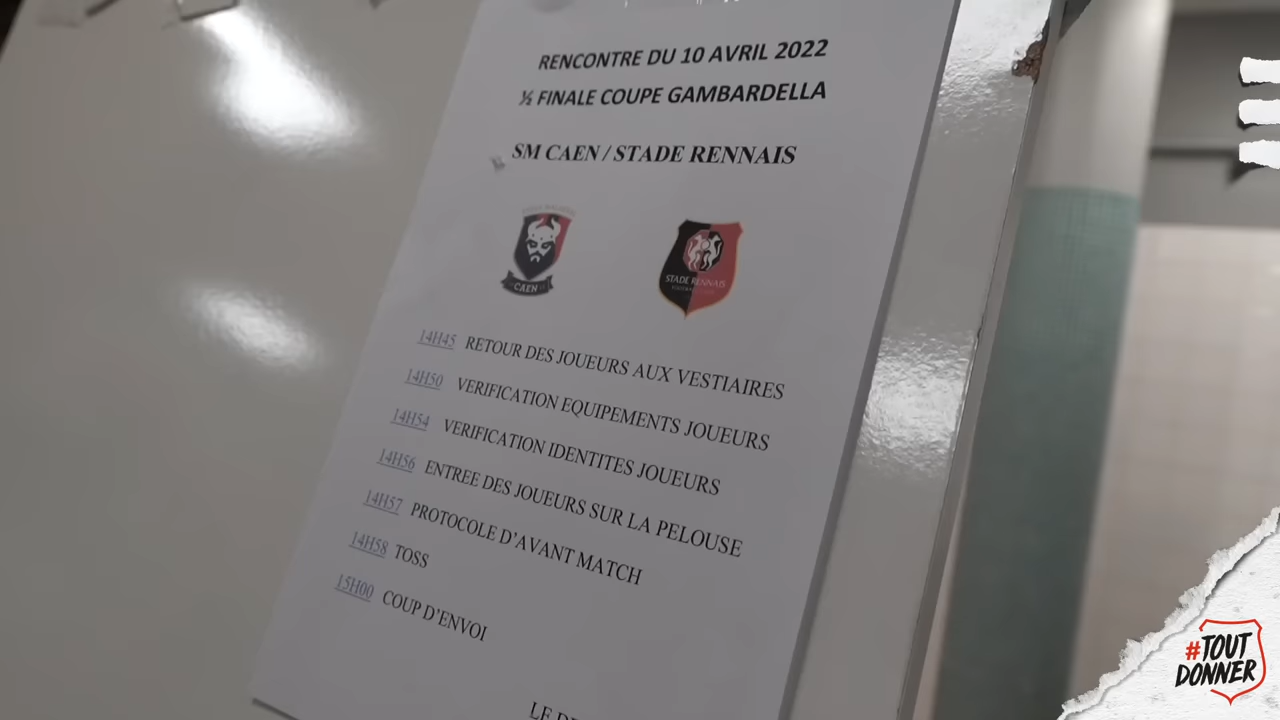 RENCONTRE DU 10 AVRIL 2022
½ FINALE COUPE GAMBARDELLA
SM CAEN / STADE RENNAIS
CAEN
STADE RENNAIS
14H45 RETOUR DES JOUEURS AUX VESTIAIRES
14H50 VERIFICATION EQUIPEMENTS JOUEURS
14H54 VERIFICATION IDENTITES JOUEURS
14H56 ENTREE DES JOUEURS SUR LA PELOUSE
14H57 PROTOCOLE D'AVANT MATCH
14H58 TOSS
15H00 COUP D'ENVOI
LE
#TOUT
DONNER